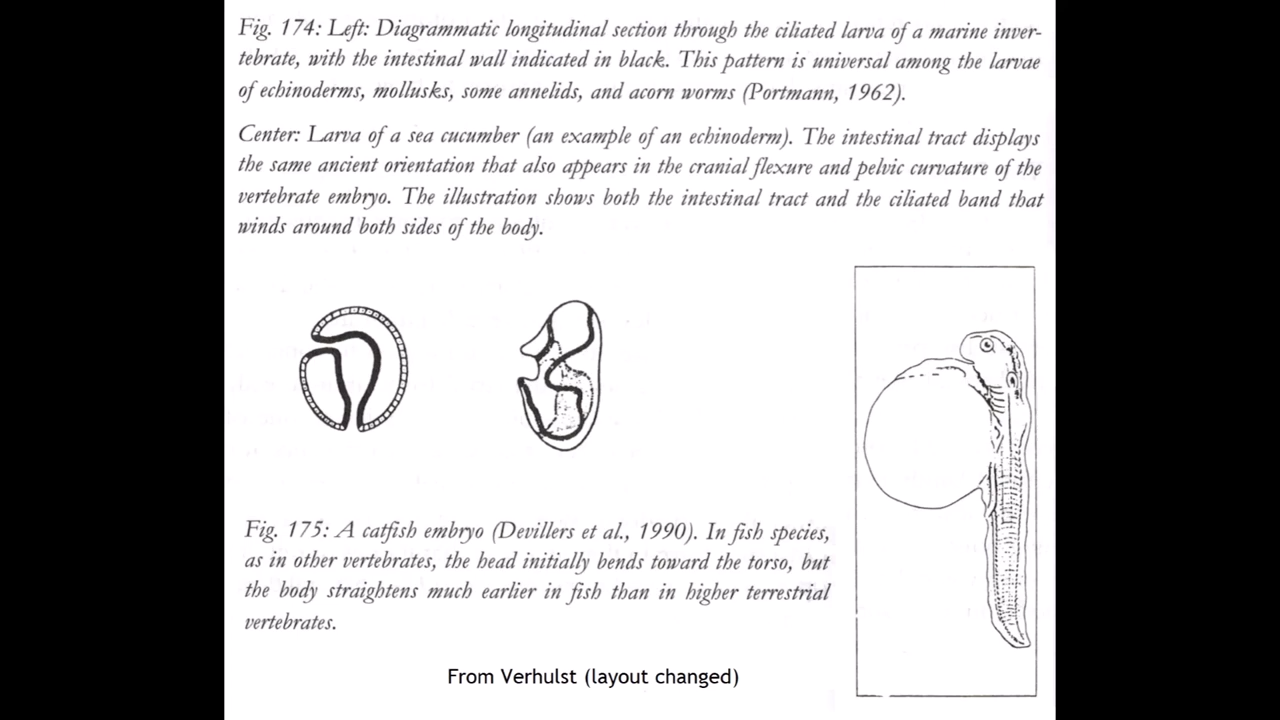 Fig. 174: Left: Diagrammatic longitudinal section through the ciliated larva of a marine inver-
tebrate, with the intestinal wall indicated in black. This pattern is universal among the larvae
of echinoderms, mollusks, some annelids, and acorn worms (Portmann, 1962).
Center: Larva of a sea cucumber (an example of an echinoderm). The intestinal tract displays
the same ancient orientation that also appears in the cranial flexure and pelvic curvature of the
vertebrate embryo. The illustration shows both the intestinal tract and the ciliated band that
winds around both sides of the body.
Fig. 175: A catfish embryo (Devillers et al., 1990). In fish species,
as in other vertebrates, the head initially bends toward the torso, but
the body straightens much earlier in fish than in higher terrestrial
vertebrates.
From Verhulst (layout changed)